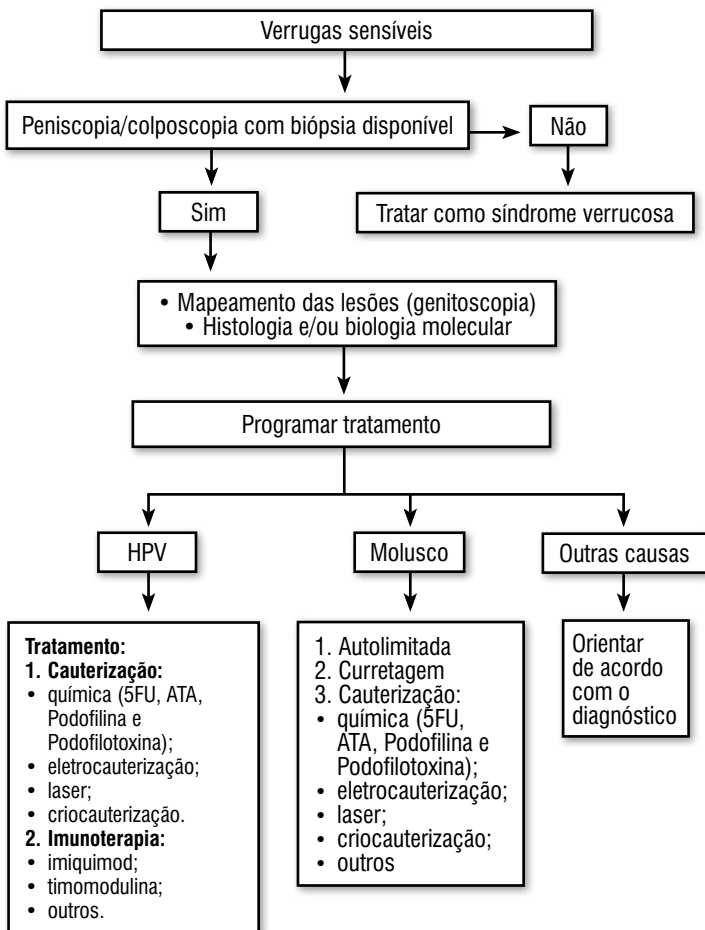 Verrugas sensíveis
Peniscopia/colposcopia com biópsia disponível
Não
Sim
Tratar como síndrome verrucosa
• Mapeamento das lesões (genitoscopia)
• Histologia e/ou biologia molecular
Programar tratamento
HPV
Molusco
Outras causas
Tratamento:
1. Cauterização:
• química (5FU, ATA,
Podofilina e
Podofilotoxina);
• eletrocauterização;
• laser;
• criocauterização.
2. Imunoterapia:
• imiquimod;
• timomodulina;
• outros.
1. Autolimitada
2. Curretagem
3. Cauterização:
• química (5FU,
ATA, Podofilina e
Podofilotoxina);
• eletrocauterização;
• laser;
• criocauterização;
• outros
Orientar
de acordo
com o
diagnóstico